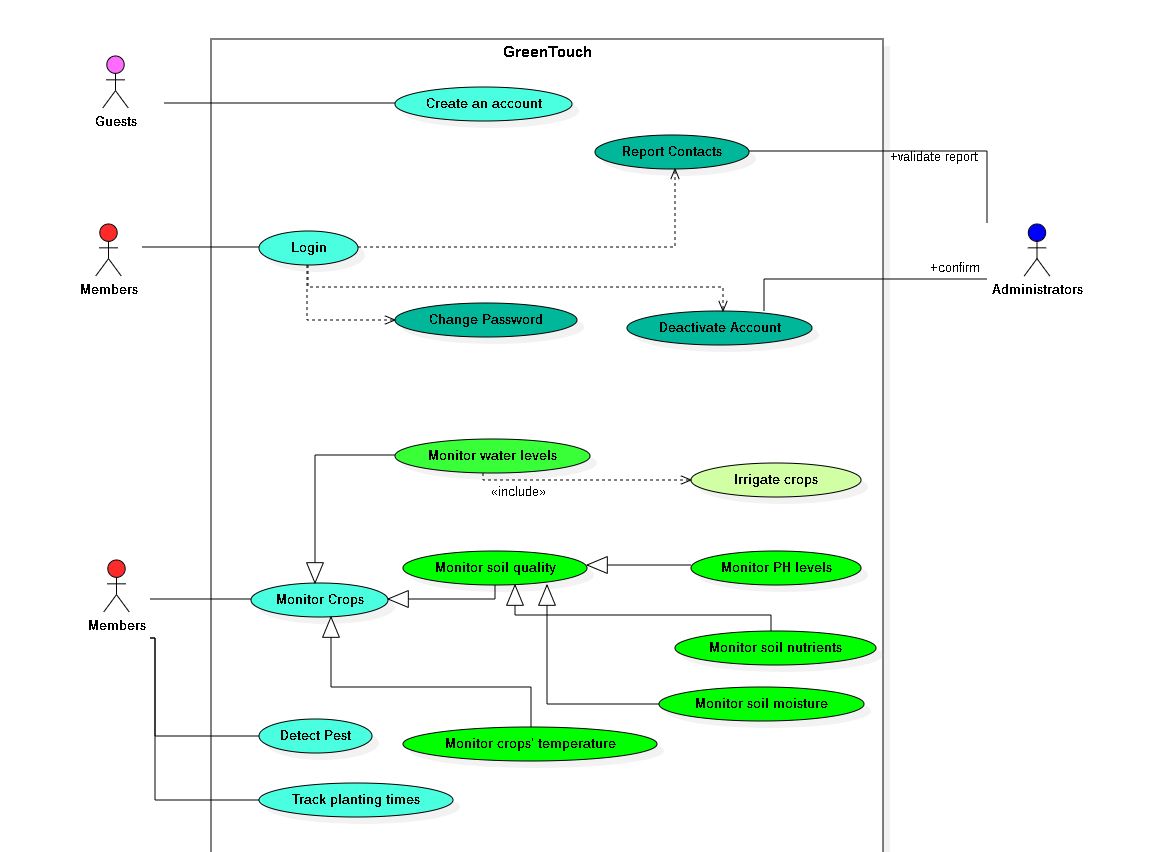 GreenTouch
Guests
Create an account
Report Contacts
+validate report
Members
Login
+confirm
Administrators
Change Password
Deactivate Account
Monitor water levels
Irrigate crops
«include»
Monitor soil quality
Monitor PH levels
Members
Monitor Crops
Monitor soil nutrients
Monitor soil moisture
Detect Pest
Monitor crops' temperature
Track planting times